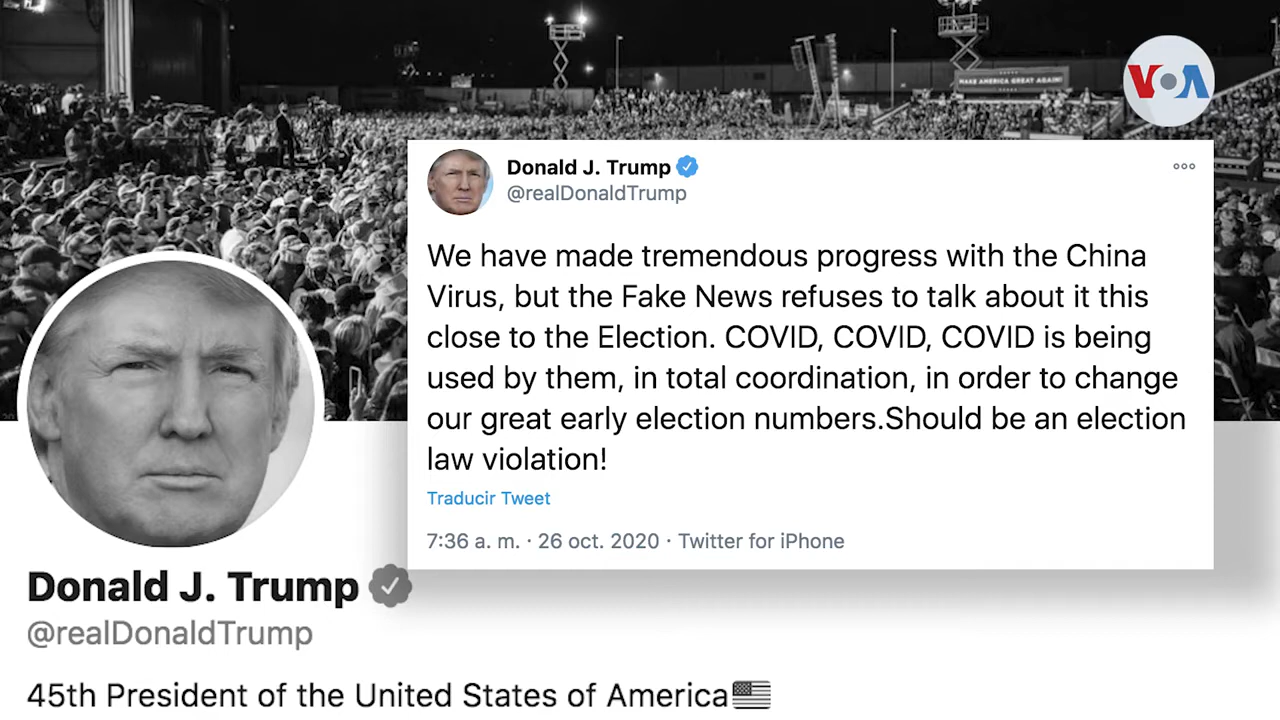 MAKE AMERICA GREAT AGAIN!
VOA
Donald J. Trump
@realDonaldTrump
We have made tremendous progress with the China
Virus, but the Fake News refuses to talk about it this
close to the Election. COVID, COVID, COVID is being
used by them, in total coordination, in order to change
our great early election numbers.Should be an election
law violation!
Traducir Tweet
7:36 a. m. · 26 oct. 2020 · Twitter for iPhone
Donald J. Trump
@realDonaldTrump
45th President of the United States of America🇺🇸